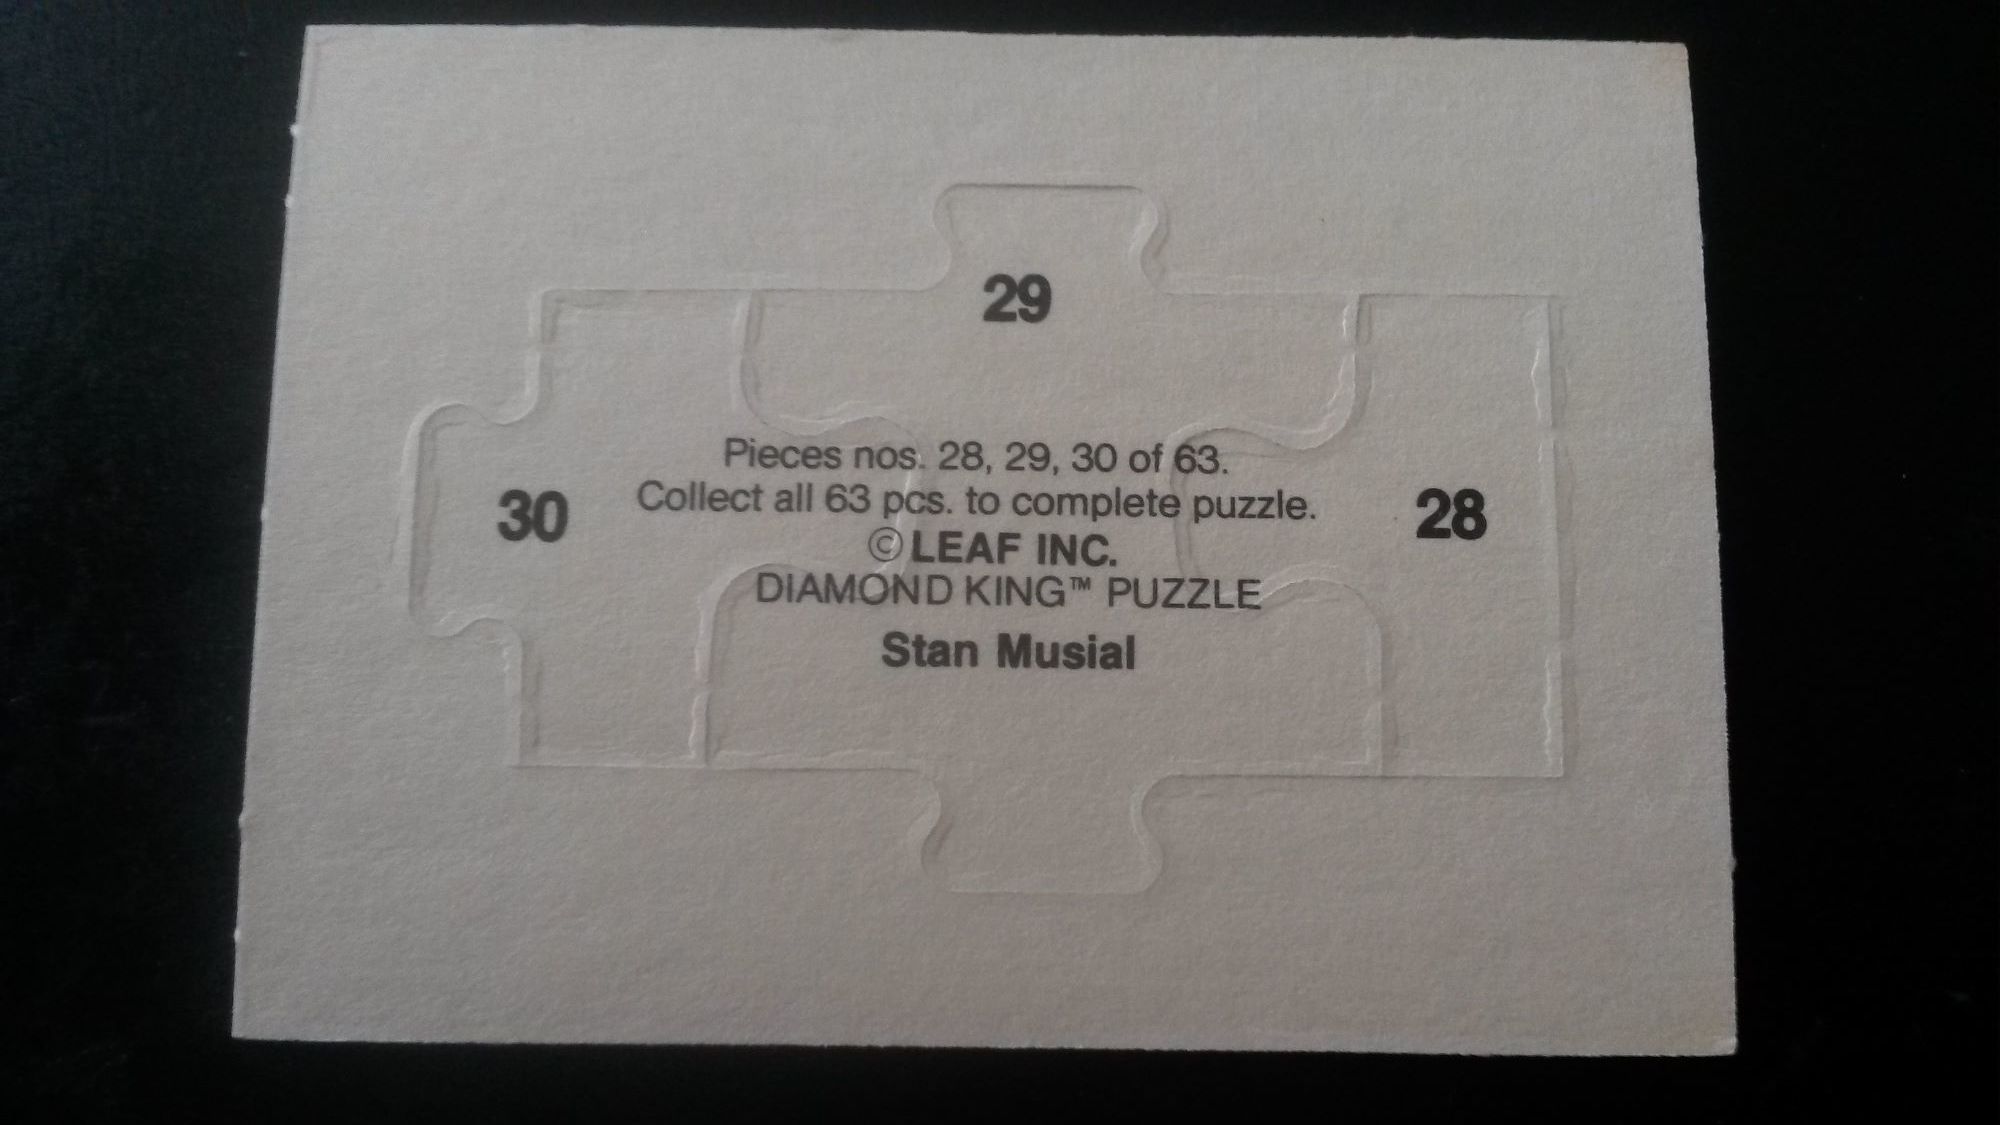 29
30
28
Pieces nos. 28, 29, 30 of 63.
Collect all 63 pcs. to complete puzzle.
© LEAF INC.
DIAMOND KING™ PUZZLE
Stan Musial